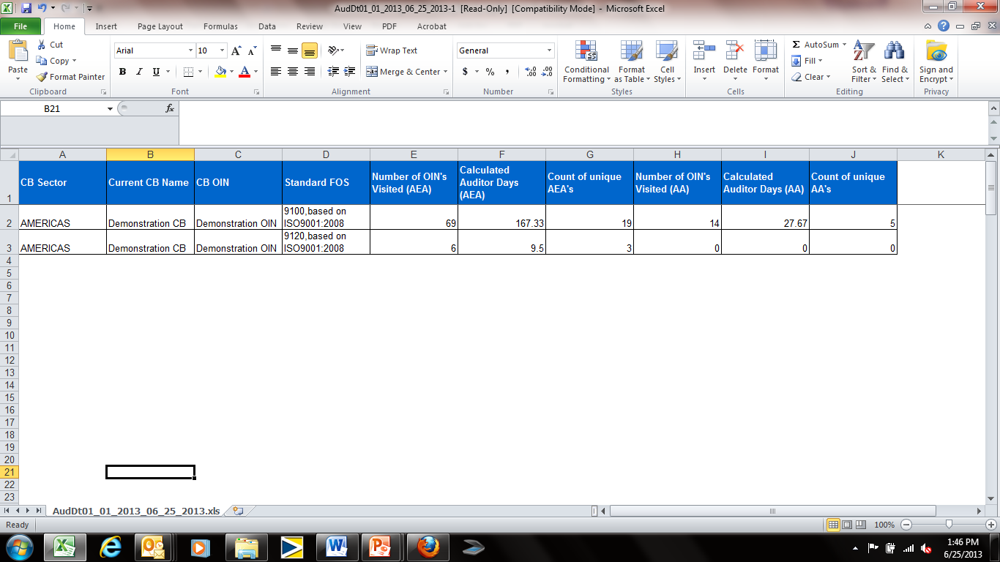 AudDt01_01_2013_06_25_2013-1 [Read-Only] [Compatibility Mode] - Microsoft Excel
File Home Insert Page Layout Formulas Data Review View PDF Acrobat
Paste
Cut
Copy
Format Painter
Clipboard
Arial 10
B I U
Font
Wrap Text
Merge & Center
Alignment
General
$ % ,
Number
Conditional Formatting
Format as Table
Cell Styles
Styles
Insert Delete Format
Cells
Σ AutoSum
Fill
Clear
Sort & Filter
Find & Select
Editing
Sign and Encrypt
Privacy
B21 fx
A B C D E F G H I J K
1
CB Sector
Current CB Name
CB OIN
Standard FOS
Number of OIN's
Visited (AEA)
Calculated
Auditor Days
(AEA)
Count of unique
AEA's
Number of OIN's
Visited (AA)
Calculated
Auditor Days (AA)
Count of unique
AA's
2 AMERICAS Demonstration CB Demonstration OIN 9100,based on
ISO9001:2008 69 167.33 19 14 27.67 5
3 AMERICAS Demonstration CB Demonstration OIN 9120,based on
ISO9001:2008 6 9.5 3 0 0 0
4
5
6
7
8
9
10
11
12
13
14
15
16
17
18
19
20
21
22
23
AudDt01_01_2013_06_25_2013.xls
Ready 100%
1:46 PM
6/25/2013